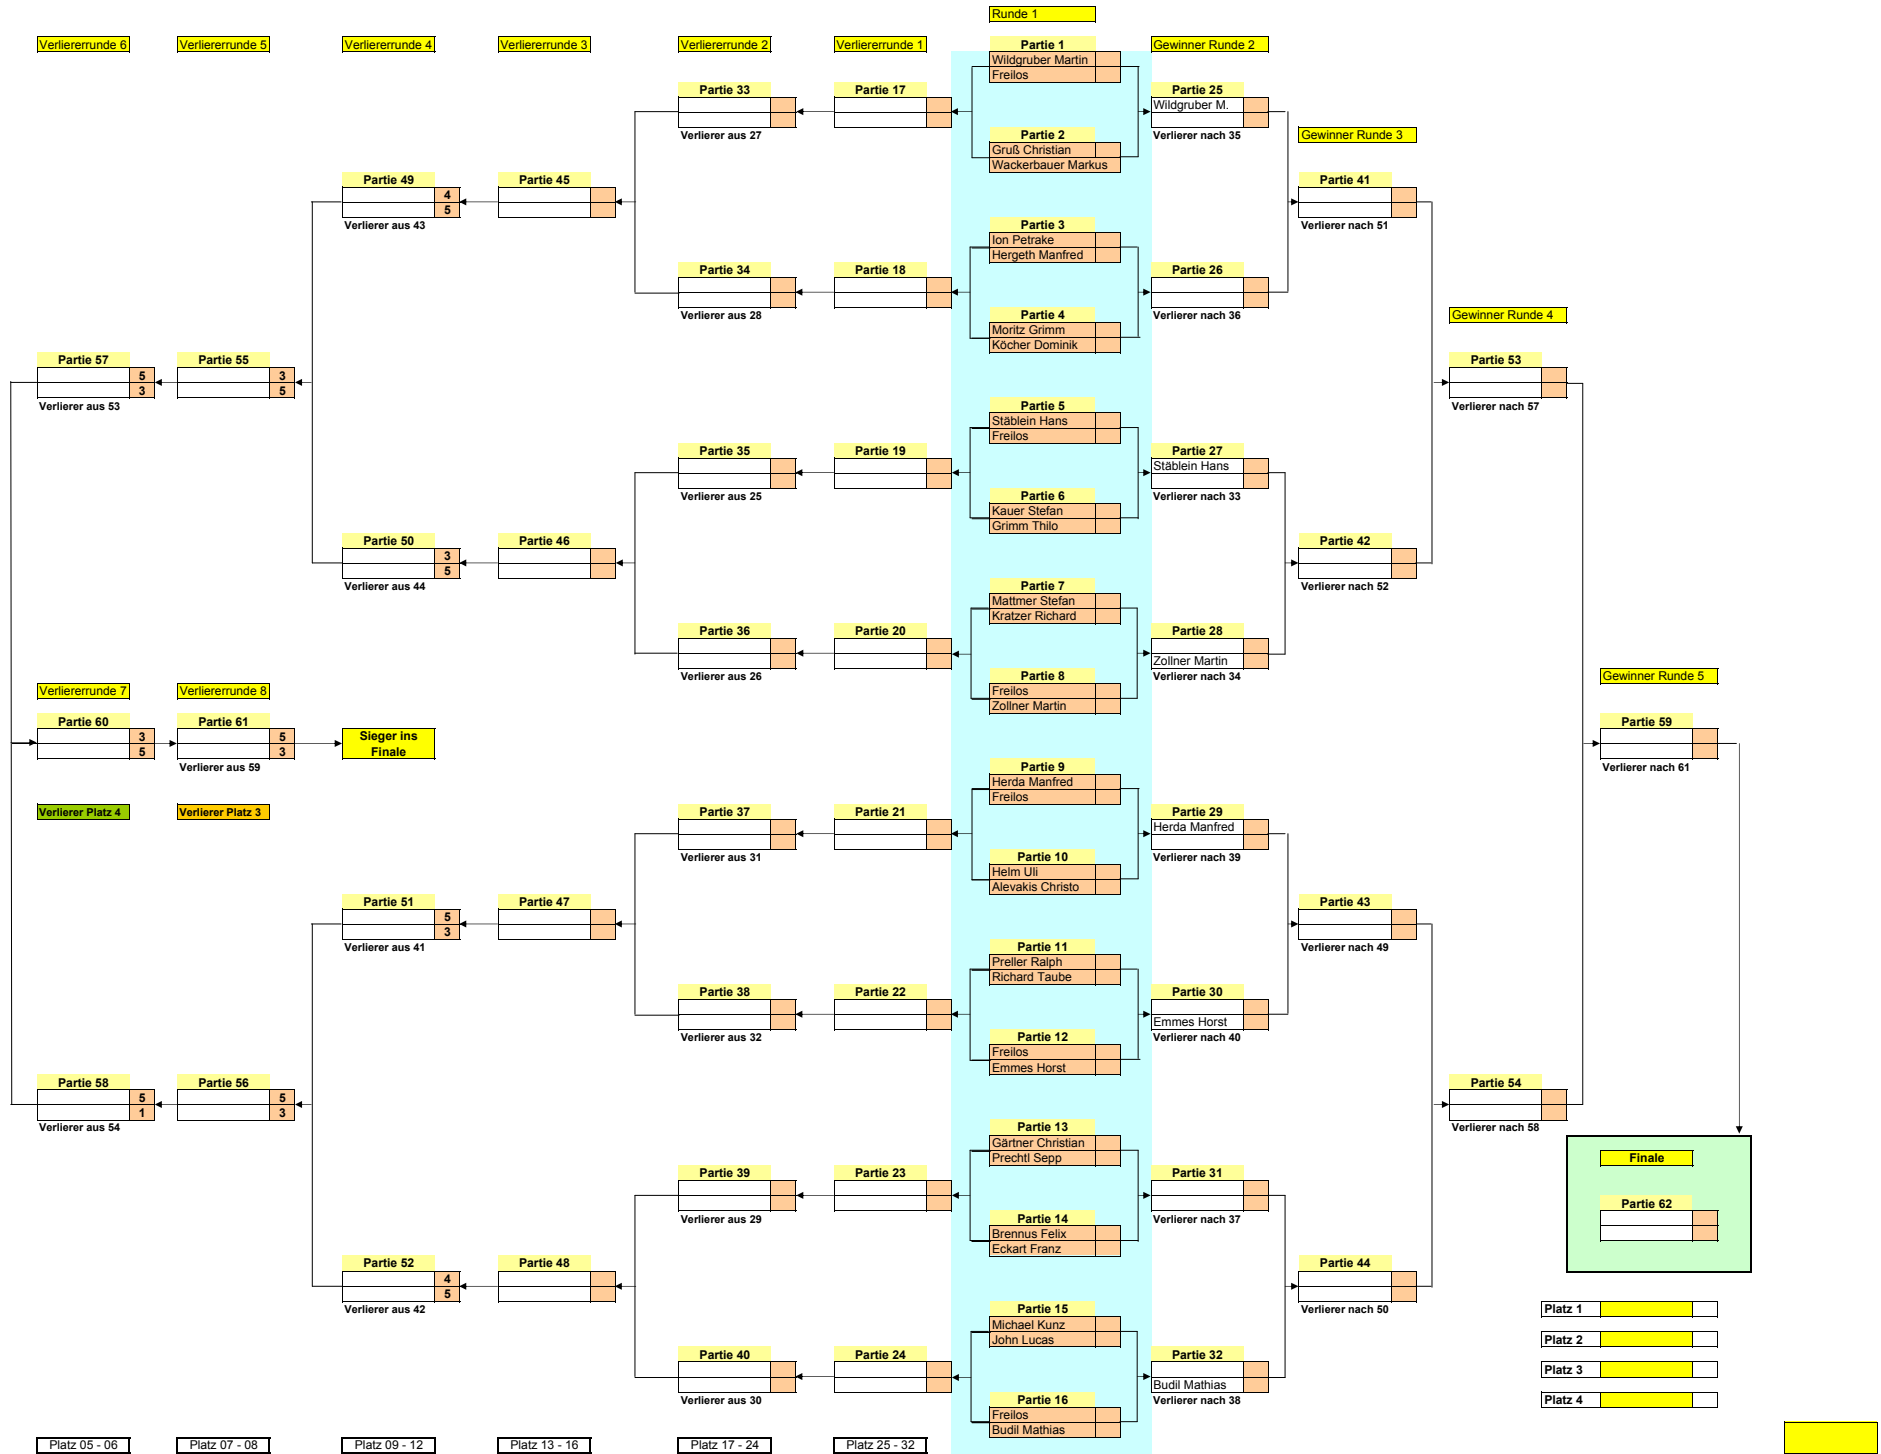 Runde 1
Verliererrunde 6 Verliererrunde 5 Verliererrunde 4 Verliererrunde 3 Verliererrunde 2 Verliererrunde 1 Partie 1 Gewinner Runde 2
Wildgruber Martin
Freilos
Partie 33 Partie 17 Partie 25
Wildgruber M.
Verlierer aus 27 Partie 2 Verlierer nach 35 Gewinner Runde 3
Gruß Christian
Wackerbauer Markus
Partie 49 Partie 45 Partie 41
4
5
Verlierer aus 43 Partie 3 Verlierer nach 51
Ion Petrake
Hergeth Manfred
Partie 34 Partie 18 Partie 26
Verlierer aus 28 Partie 4 Verlierer nach 36 Gewinner Runde 4
Moritz Grimm
Köcher Dominik
Partie 57 Partie 55 Partie 53
5 3
3 5
Verlierer aus 53 Partie 5 Verlierer nach 57
Stäblein Hans
Freilos
Partie 35 Partie 19 Partie 27
Stäblein Hans
Verlierer aus 25 Partie 6 Verlierer nach 33
Kauer Stefan
Grimm Thilo
Partie 50 Partie 46 Partie 42
3
5
Verlierer aus 44 Partie 7 Verlierer nach 52
Mattmer Stefan
Kratzer Richard
Partie 36 Partie 20 Partie 28
Zollner Martin
Verlierer aus 26 Partie 8 Verlierer nach 34 Gewinner Runde 5
Verliererrunde 7 Verliererrunde 8 Freilos
Zollner Martin
Partie 60 Partie 61 Partie 59
3 5 Sieger ins
5 3 Finale
Verlierer aus 59 Partie 9 Verlierer nach 61
Herda Manfred
Freilos
Verlierer Platz 4 Verlierer Platz 3 Partie 37 Partie 21 Partie 29
Herda Manfred
Verlierer aus 31 Partie 10 Verlierer nach 39
Helm Uli
Alevakis Christo
Partie 51 Partie 47 Partie 43
5
3
Verlierer aus 41 Partie 11 Verlierer nach 49
Preller Ralph
Richard Taube
Partie 38 Partie 22 Partie 30
Emmes Horst
Verlierer aus 32 Partie 12 Verlierer nach 40
Freilos
Emmes Horst
Partie 58 Partie 56 Partie 54
5 5
1 3
Verlierer aus 54 Partie 13 Verlierer nach 58
Gärtner Christian
Prechtl Sepp Finale
Partie 39 Partie 23 Partie 31
Partie 62
Verlierer aus 29 Partie 14 Verlierer nach 37
Brennus Felix
Eckart Franz
Partie 52 Partie 48 Partie 44
4
5
Verlierer aus 42 Partie 15 Verlierer nach 50 Platz 1
Michael Kunz
John Lucas Platz 2
Partie 40 Partie 24 Partie 32
Platz 3
Budil Mathias
Verlierer aus 30 Partie 16 Verlierer nach 38 Platz 4
Freilos
Budil Mathias
Platz 05 - 06 Platz 07 - 08 Platz 09 - 12 Platz 13 - 16 Platz 17 - 24 Platz 25 - 32